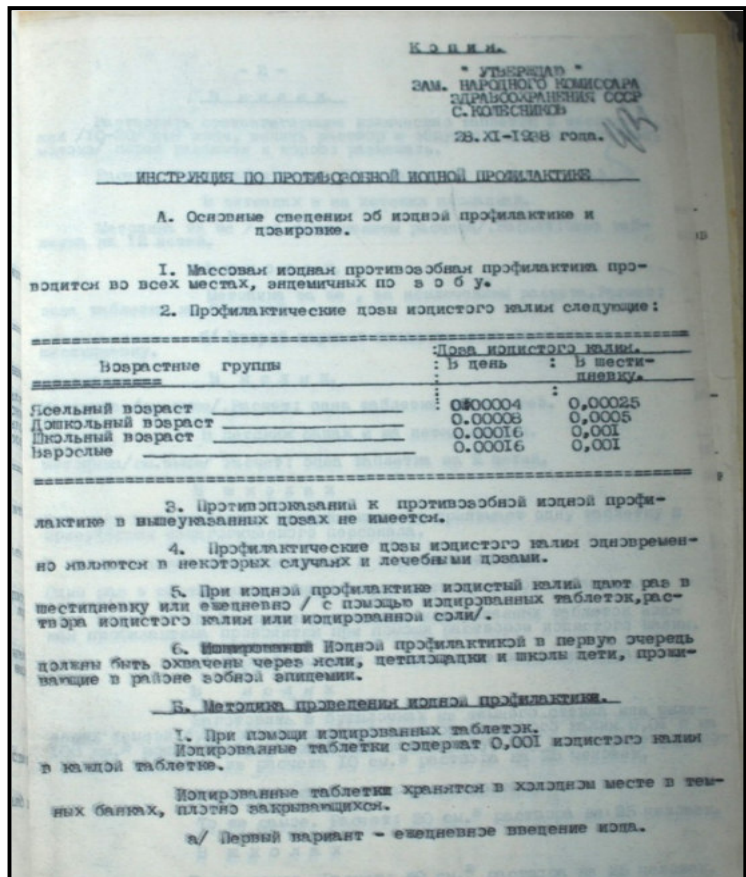 Копия.
" УТВЕРЖДАЮ "
ЗАМ. НАРОДНОГО КОМИССАРА
ЗДРАВООХРАНЕНИЯ СССР
С. КОЛЕСНИКОВ
28.XI-1938 года.
ИНСТРУКЦИЯ ПО ПРОТИВОЗОБНОЙ ИОДНОЙ ПРОФИЛАКТИКЕ
А. Основные сведения об иодной профилактике и
дозировке.
I. Массовая иодная противозобная профилактика про-
водится во всех местах, эндемичных по з о б у.
2. Профилактические дозы иодистого калия следующие:
Возрастные группы :Доза иодистого калия.
: В день : В шести-
дневку.
Ясельный возраст : 0.00004 0,00025
Дошкольный возраст 0.00008 0,0005
Школьный возраст 0.00016 0,001
Взрослые 0.00016 0,001
3. Противопоказаний к противозобной иодной профи-
лактике в вышеуказанных дозах не имеется.
4. Профилактические дозы иодистого калия одновремен-
но являются в некоторых случаях и лечебными дозами.
5. При иодной профилактике иодистый калий дают раз в
шестидневку или ежедневно / с помощью иодированных таблеток,рас-
твора иодистого калия или иодированной соли/.
6. Иодной профилактикой в первую очередь
должны быть охвачены через ясли, детплощадки и школы дети, прожи-
вающие в районе зобной эпидемии.
Б. Методика проведения иодной профилактики.
I. При помощи иодированных таблеток.
Иодированные таблетки содержат 0,001 иодистого калия
в каждой таблетке.
Иодированные таблетки хранятся в холодном месте в тем-
ных банках, плотно закрывающихся.
а/ Первый вариант - ежедневное введение иода.